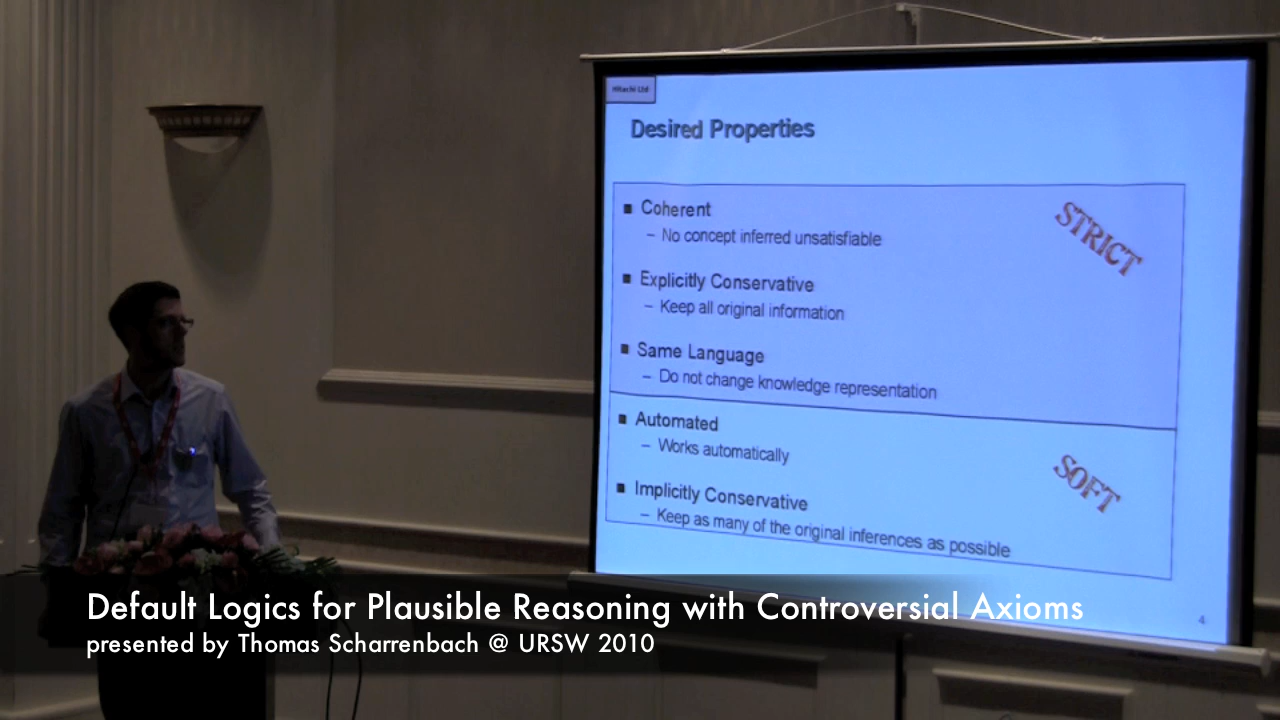 Hitachi Ltd
Desired Properties
■ Coherent
– No concept inferred unsatisfiable
■ Explicitly Conservative
– Keep all original information
■ Same Language
– Do not change knowledge representation
STRICT
■ Automated
– Works automatically
■ Implicitly Conservative
– Keep as many of the original inferences as possible
SOFT
4
Default Logics for Plausible Reasoning with Controversial Axioms
presented by Thomas Scharrenbach @ URSW 2010